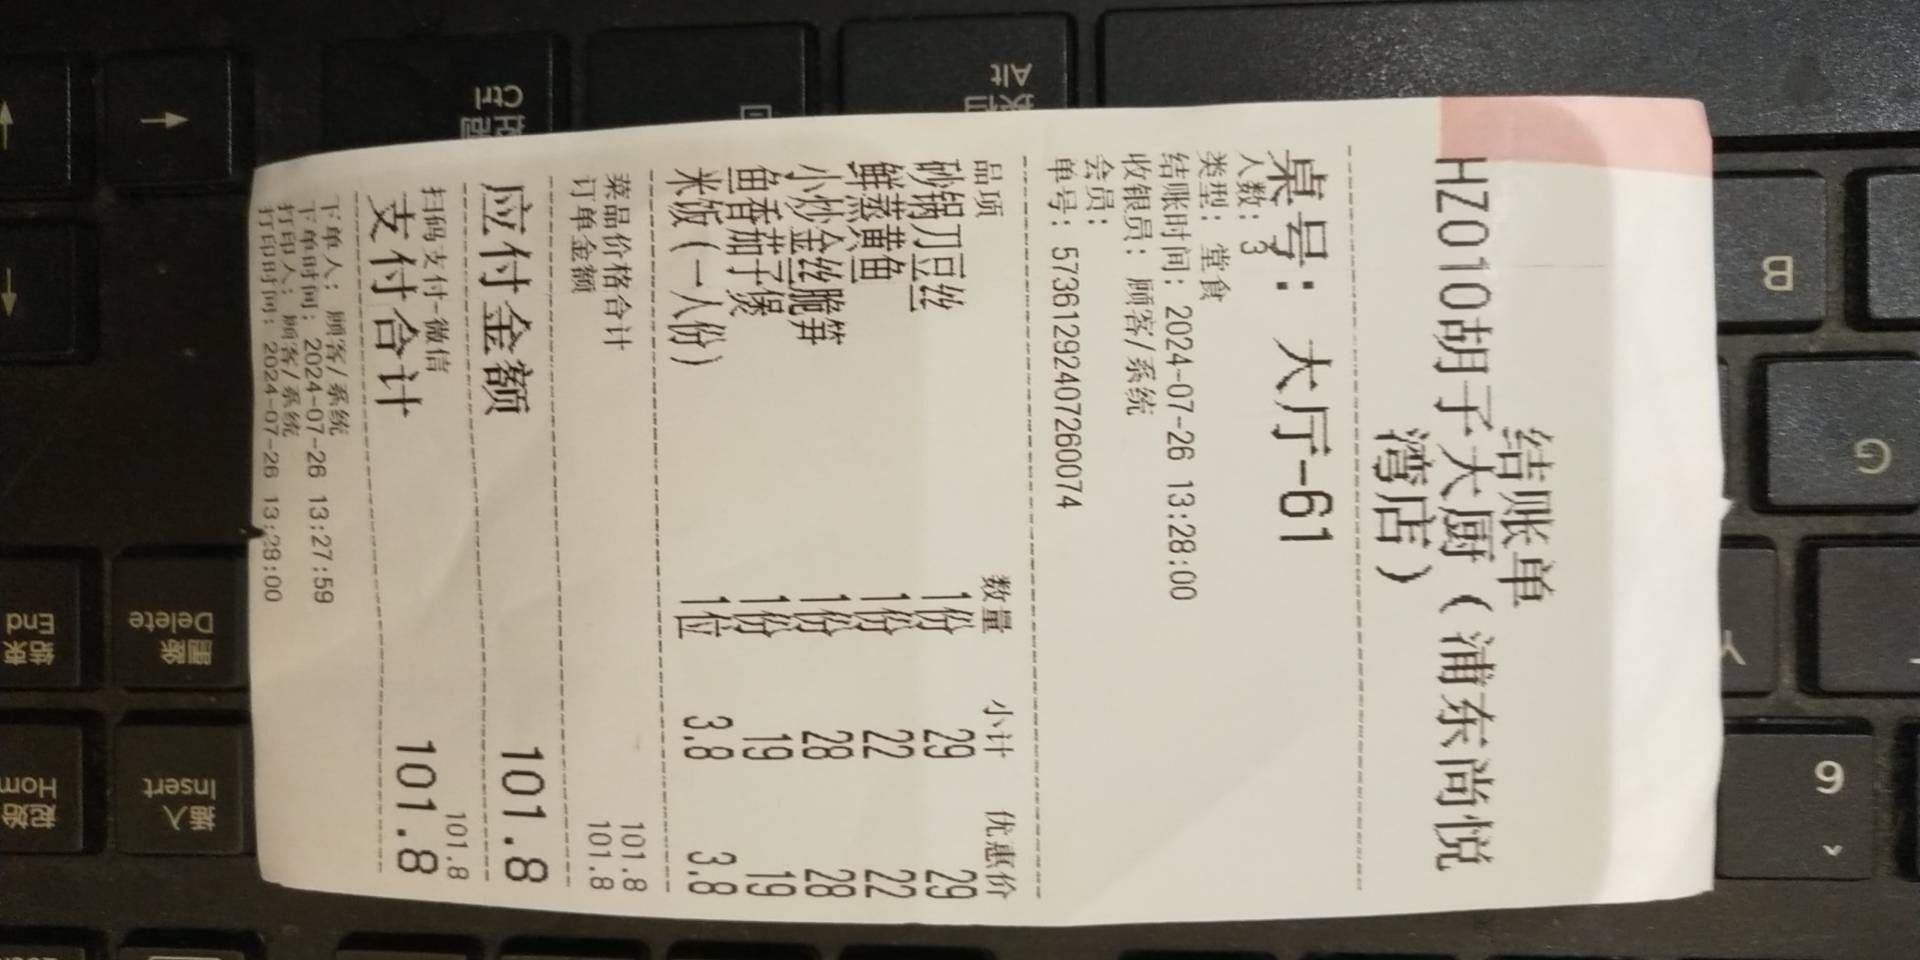 结账单
HZ010胡子大厨（浦东尚悦
湾店）
桌号：大厅-61
人数：3
类型：堂食
结账时间：2024-07-26 13:28:00
收银员：顾客/系统
会员：
单号：573612924072600​74
品项 数量 小计 优惠价
砂锅刀豆丝 1份 29 29
鲜蒸黄鱼 1份 22 22
小炒金丝脆笋 1份 28 28
鱼香茄子煲 1份 19 19
米饭（一人份） 1位 3.8 3.8
菜品价格合计 101.8
订单金额 101.8
应付金额 101.8
扫码支付-微信 101.8
支付合计 101.8
下单人：顾客/系统
下单时间：2024-07-26 13:27:59
打印人：顾客/系统
打印时间：2024-07-26 13:28:00
Ctrl
Alt
B
G
Y
6
删除
Delete
结束
End
插入
Insert
起始
Hom